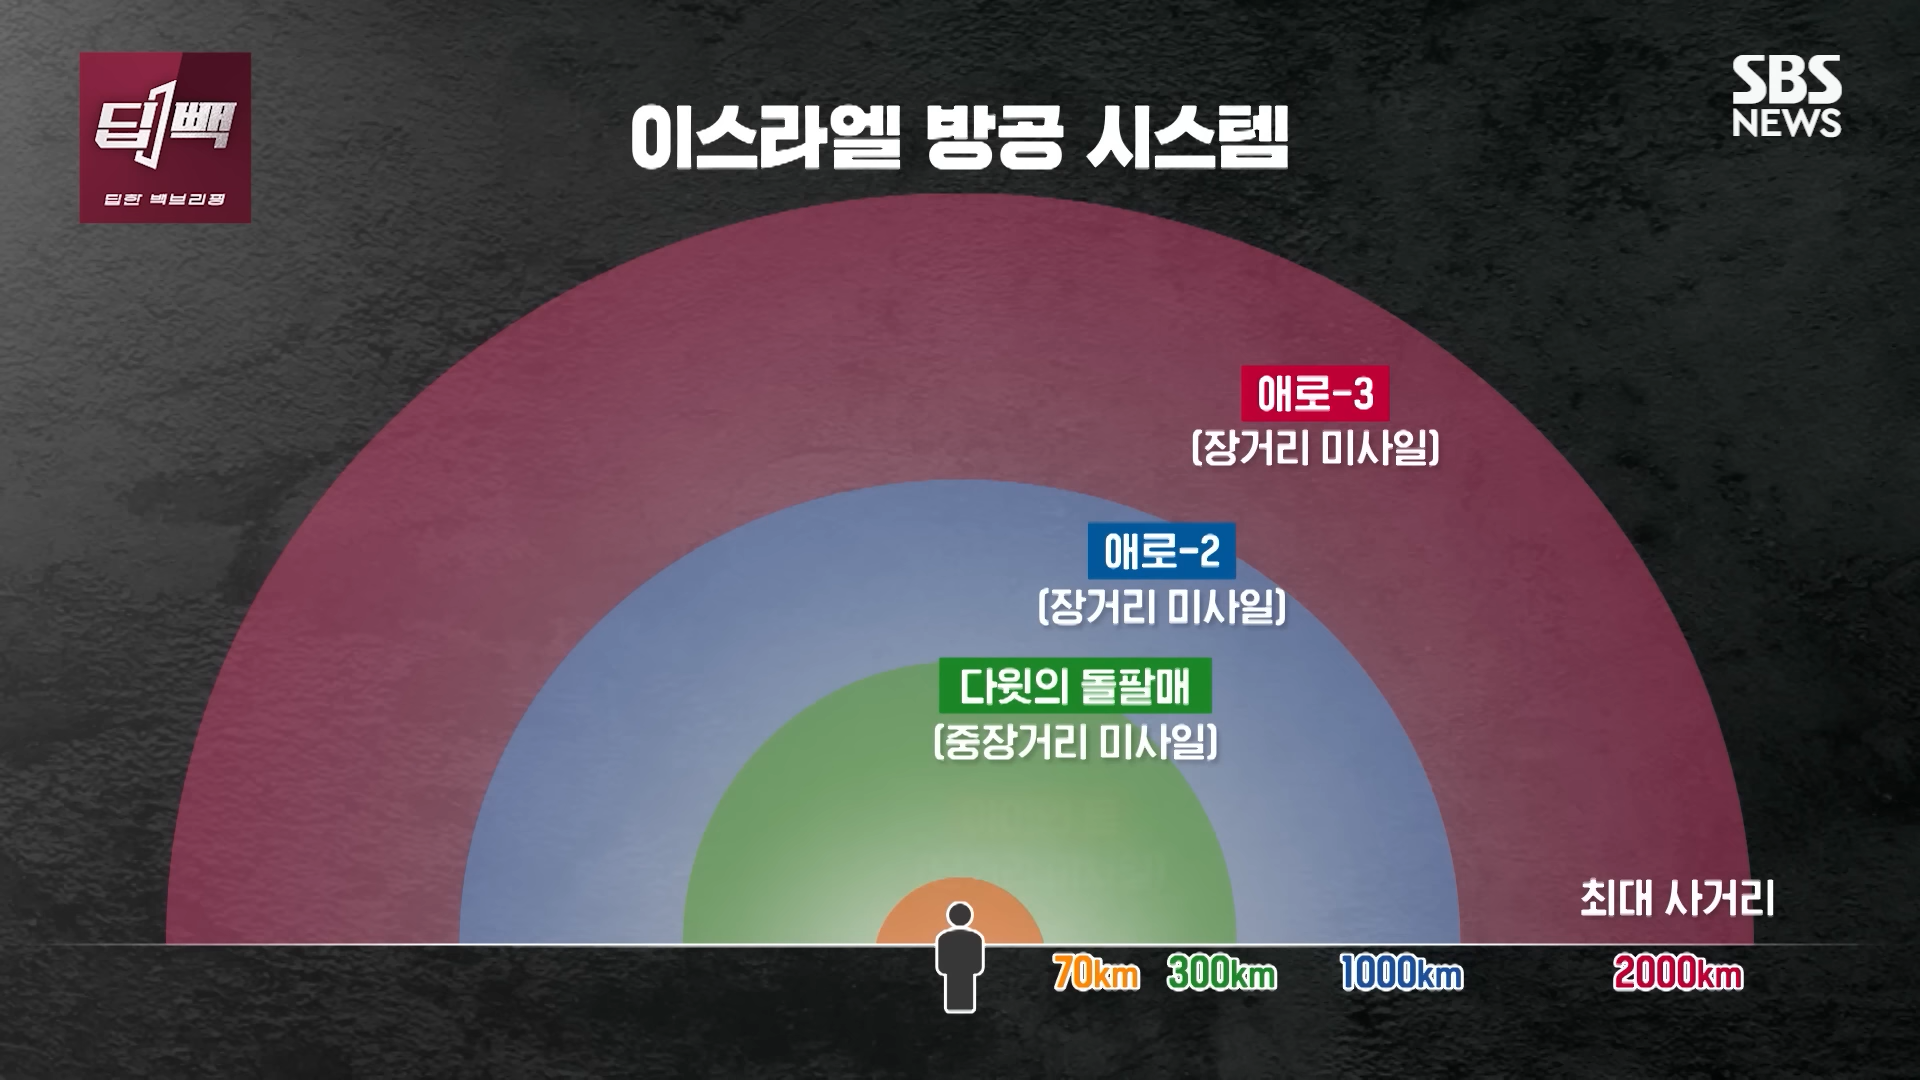 딥빽
딥한 백브리핑
SBS
NEWS
이스라엘 방공 시스템
애로-3
(장거리 미사일)
애로-2
(장거리 미사일)
다윗의 돌팔매
(중장거리 미사일)
최대 사거리
70km 300km 1000km 2000km